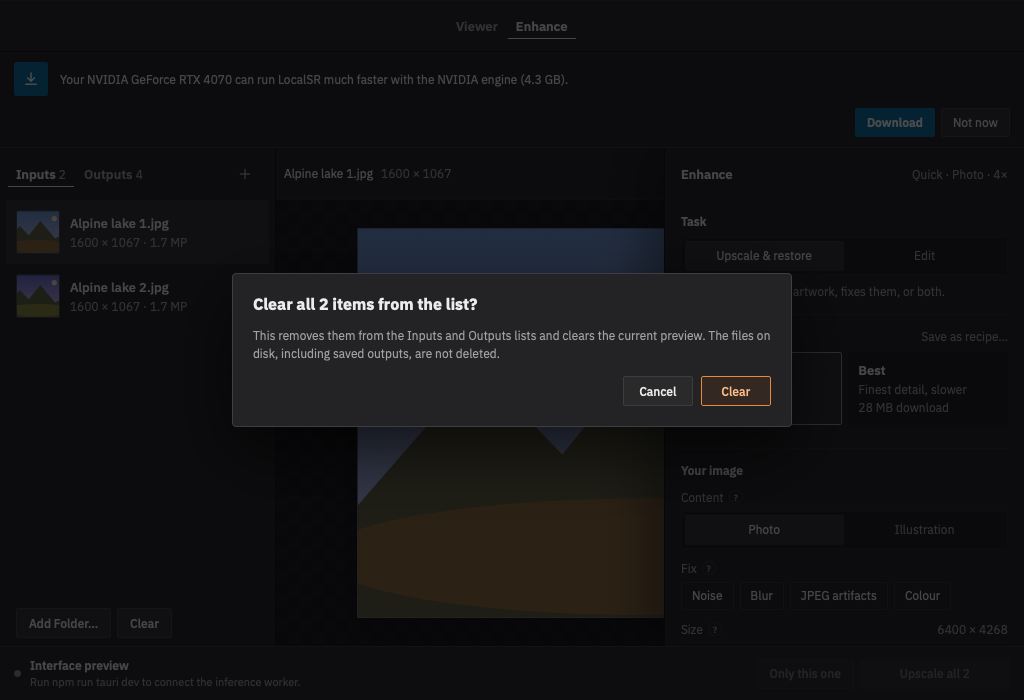 Viewer Enhance
Your NVIDIA GeForce RTX 4070 can run LocalSR much faster with the NVIDIA engine (4.3 GB).
Download Not now
Inputs 2 Outputs 4 +
Alpine lake 1.jpg 1600 × 1067
Enhance Quick · Photo · 4×
Alpine lake 1.jpg
1600 × 1067 · 1.7 MP
Alpine lake 2.jpg
1600 × 1067 · 1.7 MP
Task
Upscale & restore Edit
artwork, fixes them, or both.
Save as recipe...
Best
Finest detail, slower
28 MB download
Clear all 2 items from the list?
This removes them from the Inputs and Outputs lists and clears the current preview. The files on
disk, including saved outputs, are not deleted.
Cancel Clear
Your image
Content ?
Photo Illustration
Fix ?
Noise Blur JPEG artifacts Colour
Size ? 6400 × 4268
Add Folder... Clear
Interface preview
Run npm run tauri dev to connect the inference worker.
Only this one Upscale all 2